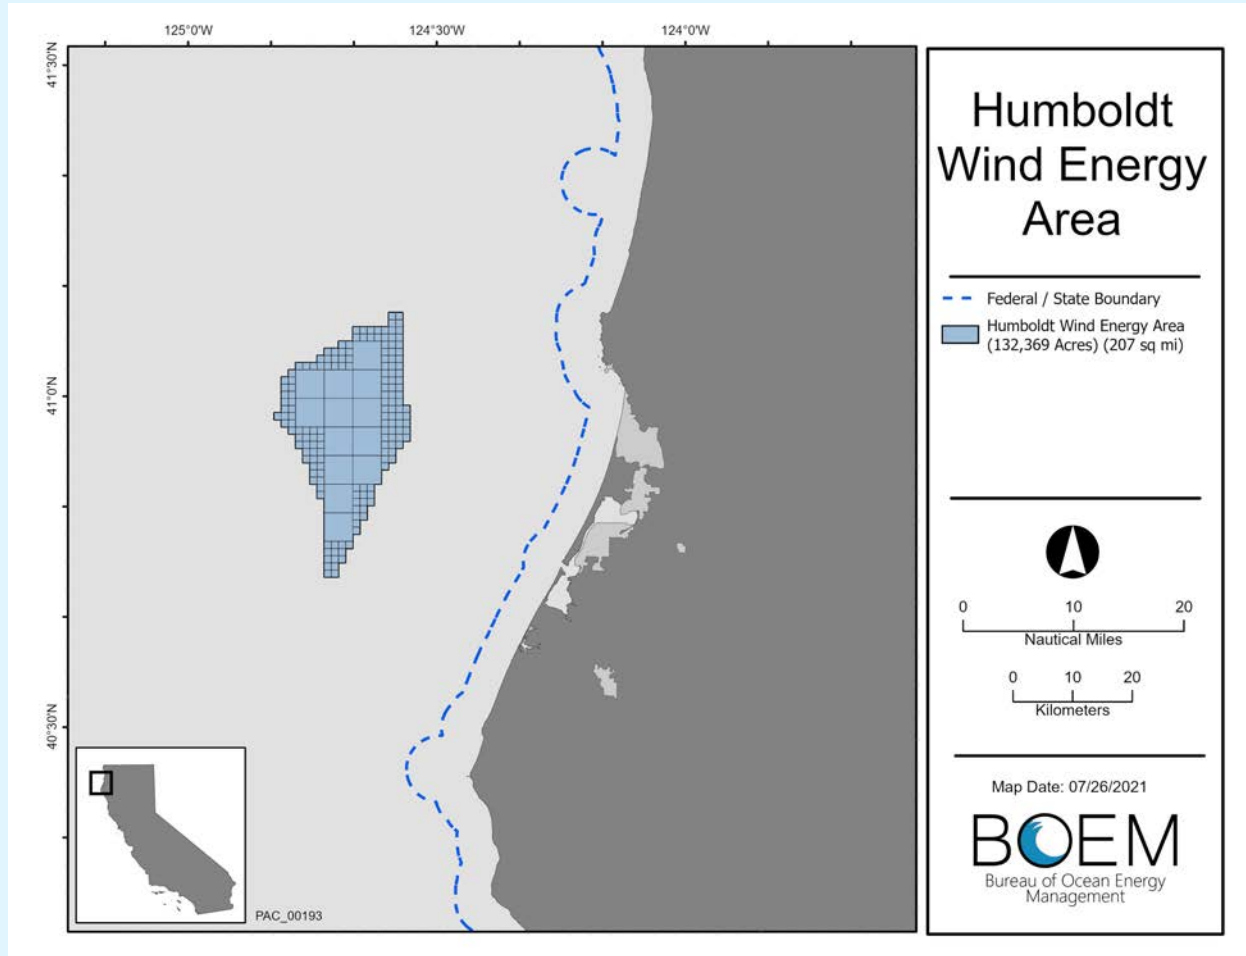 125°0'W 124°30'W 124°0'W
41°30'N
41°0'N
40°30'N
PAC_00193
Humboldt
Wind Energy
Area
Federal / State Boundary
Humboldt Wind Energy Area
(132,369 Acres) (207 sq mi)
0 10 20
Nautical Miles
0 10 20
Kilometers
Map Date: 07/26/2021
BOEM
Bureau of Ocean Energy
Management